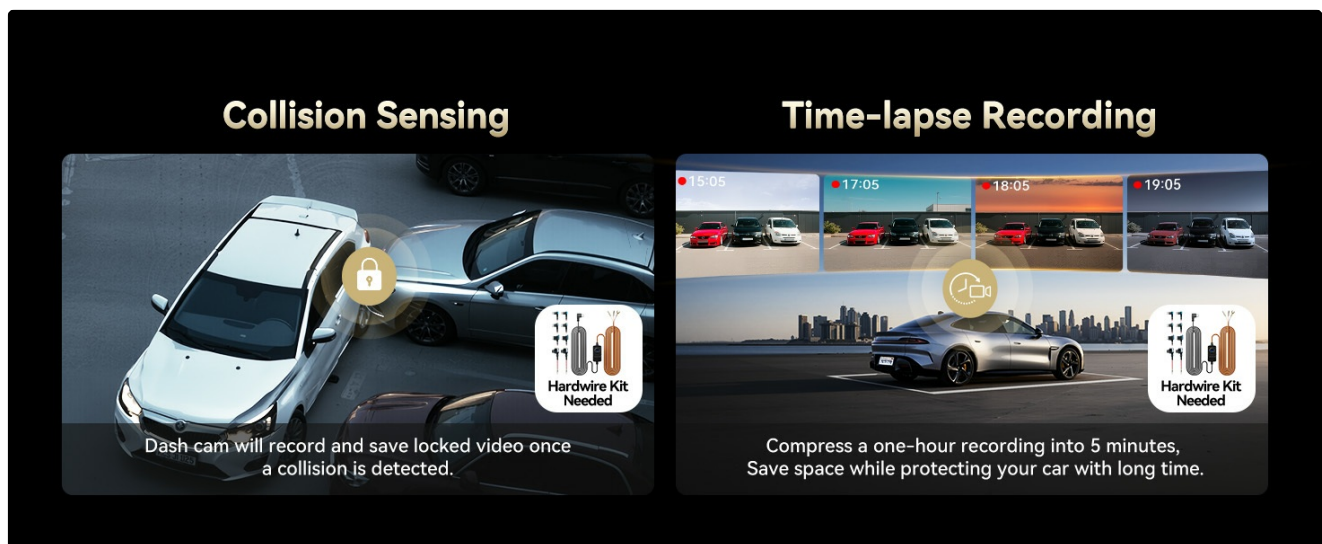 Collision Sensing
Hardwire Kit
Needed
Dash cam will record and save locked video once
a collision is detected.
Time-lapse Recording
15:05
17:05
18:05
19:05
Hardwire Kit
Needed
Compress a one-hour recording into 5 minutes,
Save space while protecting your car with long time.